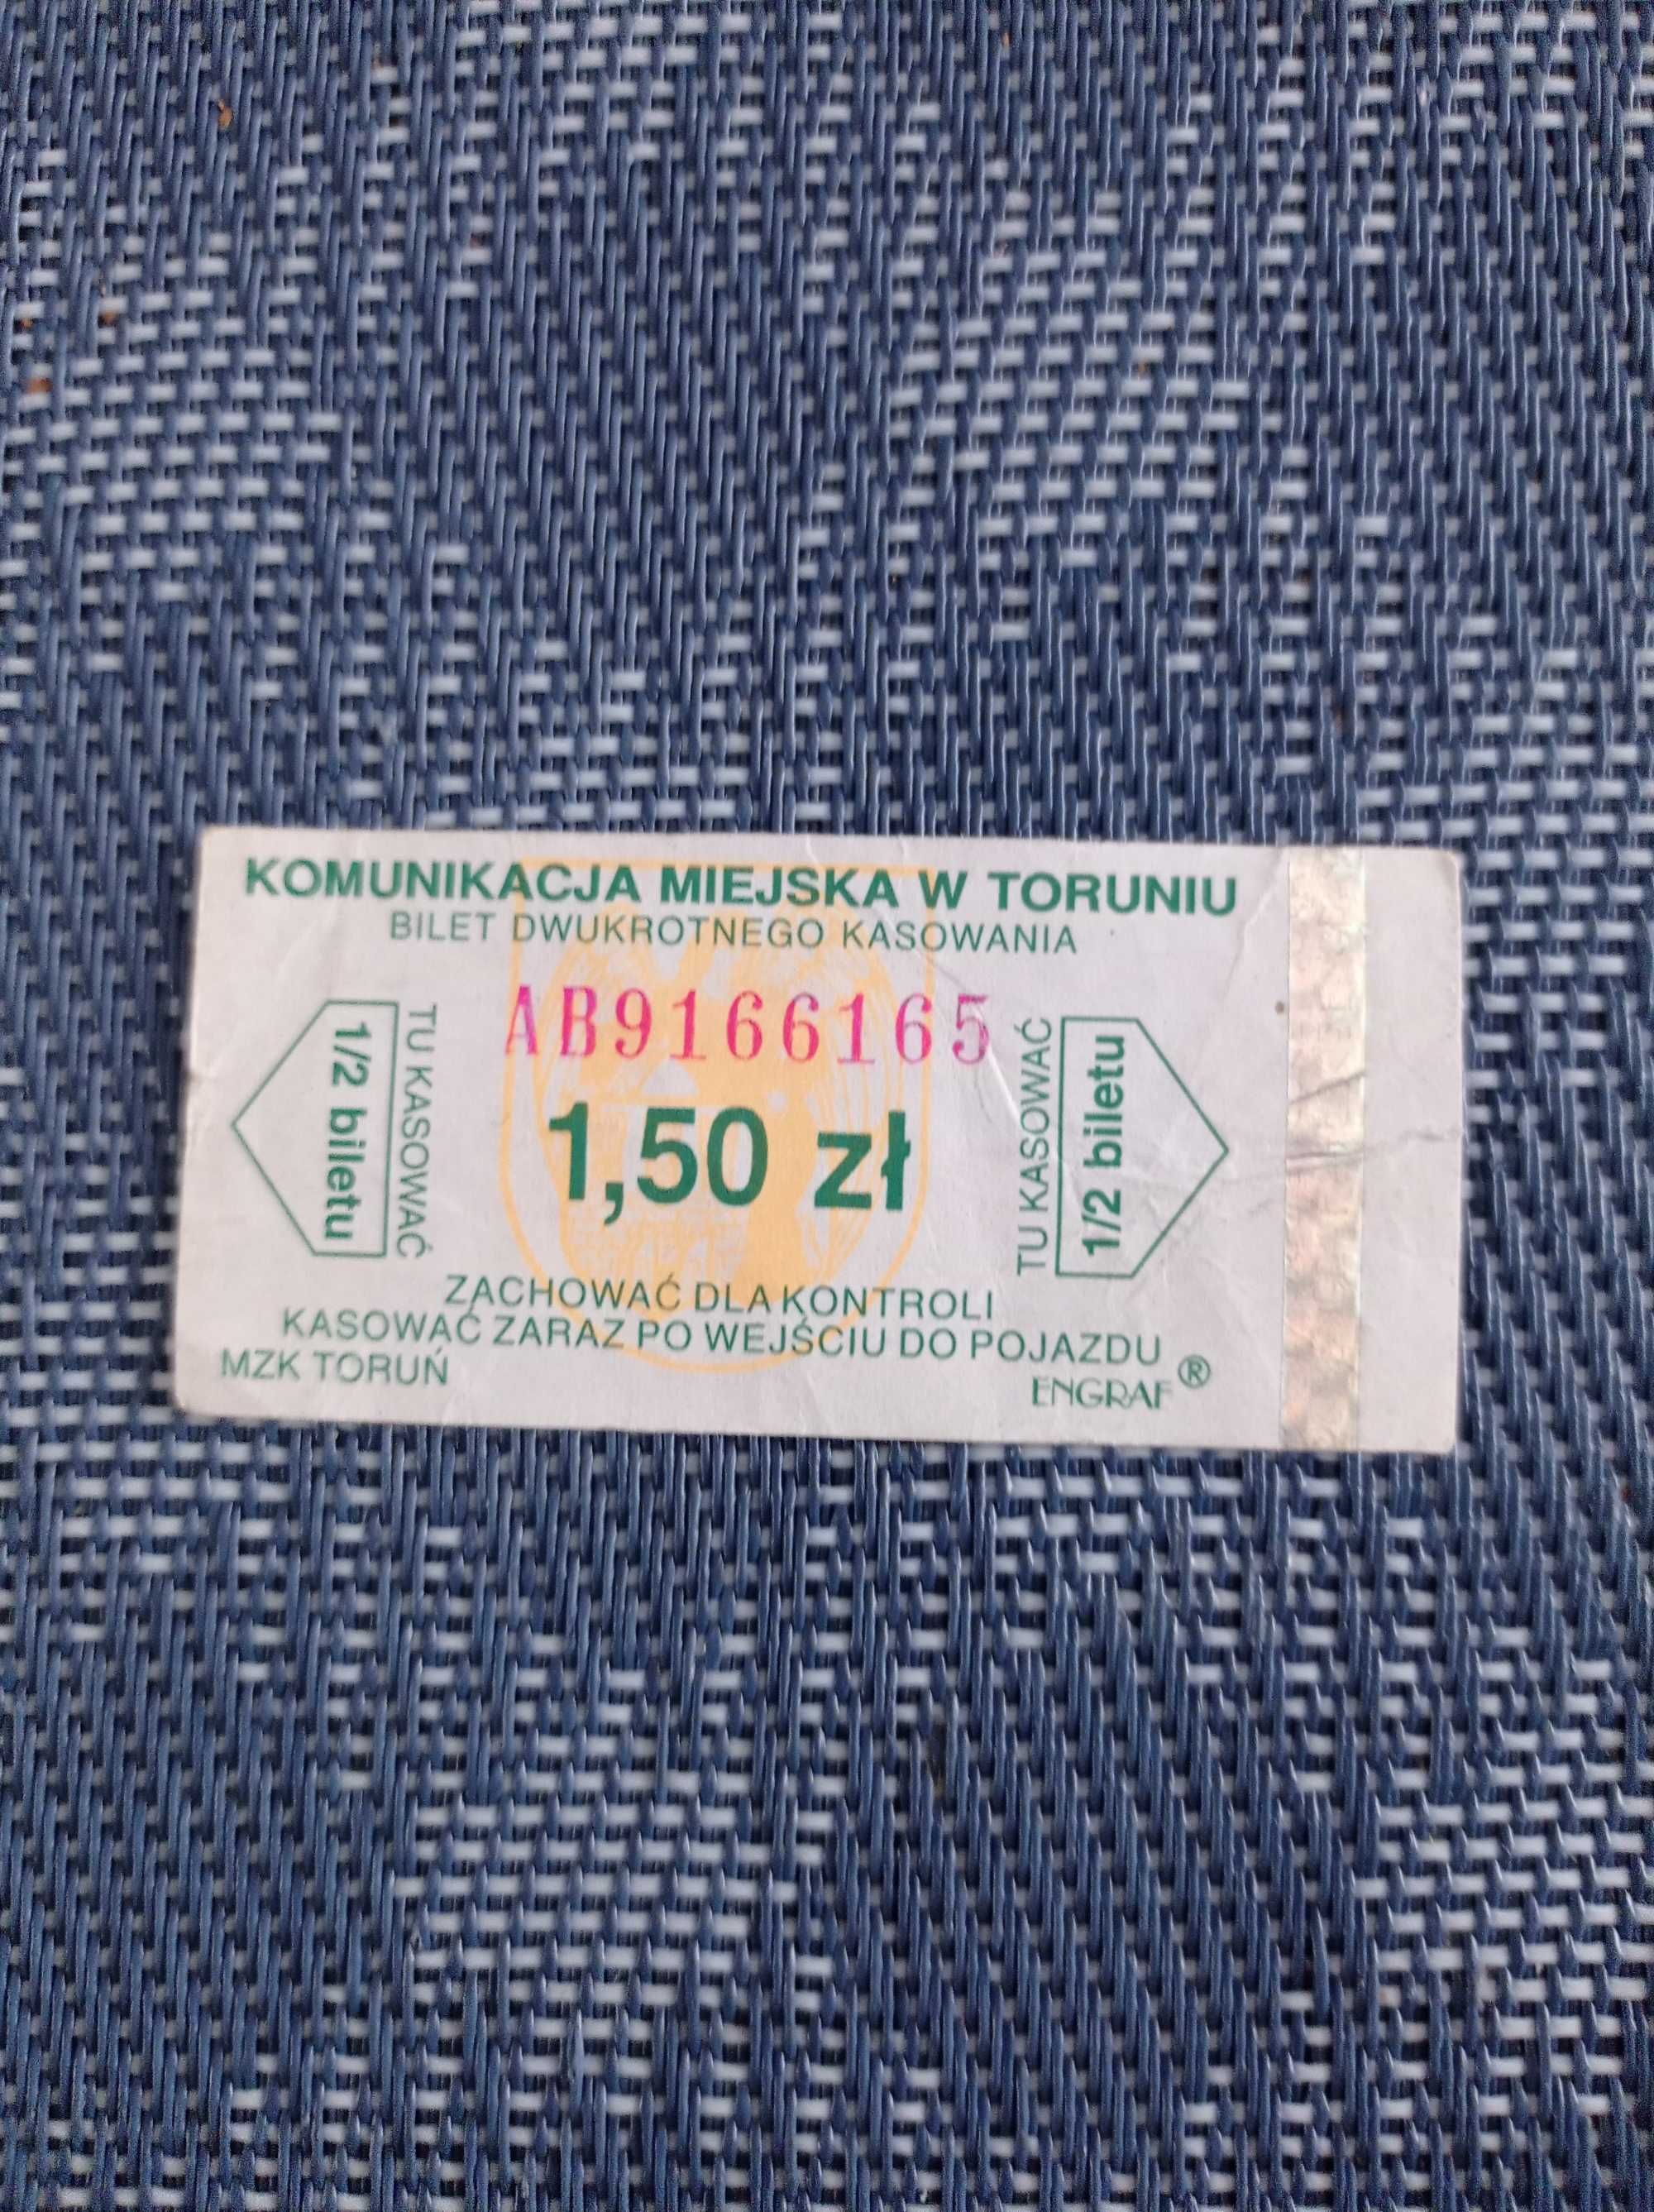 KOMUNIKACJA MIEJSKA W TORUNIU
BILET DWUKROTNEGO KASOWANIA
AB9166165
1/2 biletu
TU KASOWAĆ
1,50 zł
TU KASOWAĆ
1/2 biletu
ZACHOWAĆ DLA KONTROLI
KASOWAĆ ZARAZ PO WEJŚCIU DO POJAZDU
MZK TORUŃ
ENGRAF ®